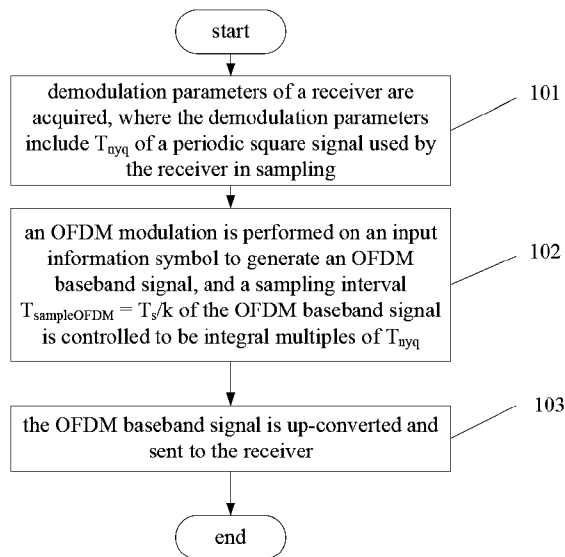 start
demodulation parameters of a receiver are
acquired, where the demodulation parameters
include Tnyq of a periodic square signal used by
the receiver in sampling
101
an OFDM modulation is performed on an input
information symbol to generate an OFDM
baseband signal, and a sampling interval
TsampleOFDM = Ts/k of the OFDM baseband signal
is controlled to be integral multiples of Tnyq
102
the OFDM baseband signal is up-converted and
sent to the receiver
103
end